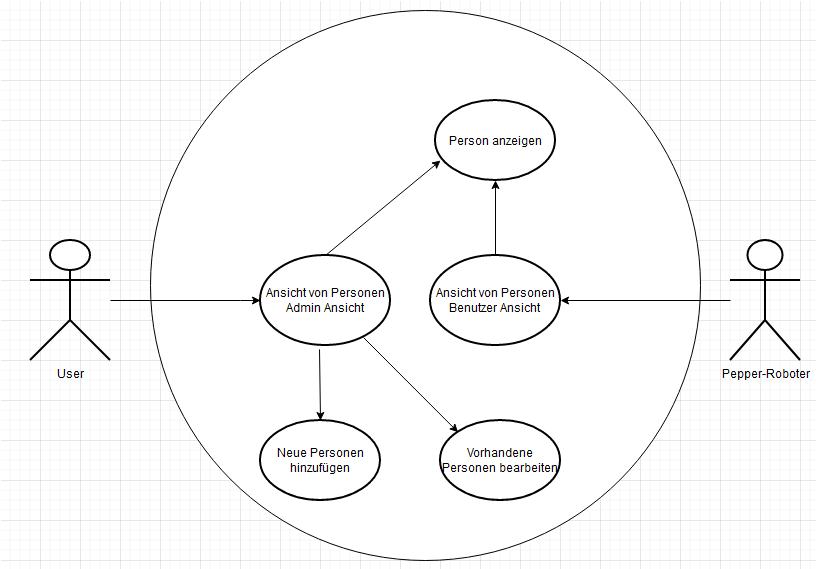 Person anzeigen
Ansicht von Personen
Admin Ansicht
Ansicht von Personen
Benutzer Ansicht
User
Pepper-Roboter
Neue Personen
hinzufügen
Vorhandene
Personen bearbeiten